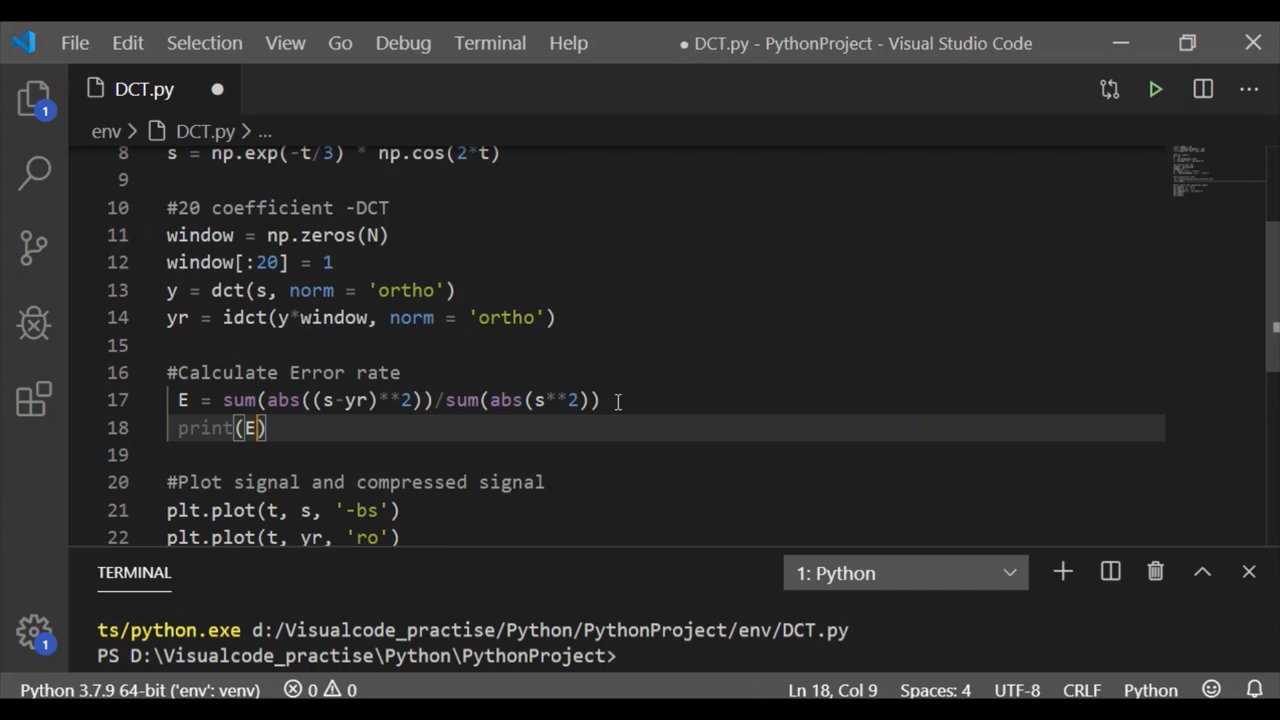 File Edit Selection View Go Debug Terminal Help ● DCT.py - PythonProject - Visual Studio Code
1 DCT.py
env > DCT.py > ...
8 s = np.exp(-t/3) * np.cos(2*t)
9
10 #20 coefficient -DCT
11 window = np.zeros(N)
12 window[:20] = 1
13 y = dct(s, norm = 'ortho')
14 yr = idct(y*window, norm = 'ortho')
15
16 #Calculate Error rate
17 E = sum(abs((s-yr)**2))/sum(abs(s**2))
18 print(E)
19
20 #Plot signal and compressed signal
21 plt.plot(t, s, '-bs')
22 plt.plot(t, yr, 'ro')
TERMINAL 1: Python
ts/python.exe d:/Visualcode_practise/Python/PythonProject/env/DCT.py
PS D:\Visualcode_practise\Python\PythonProject>
1
Python 3.7.9 64-bit ('env': venv) 0 0 Ln 18, Col 9 Spaces: 4 UTF-8 CRLF Python